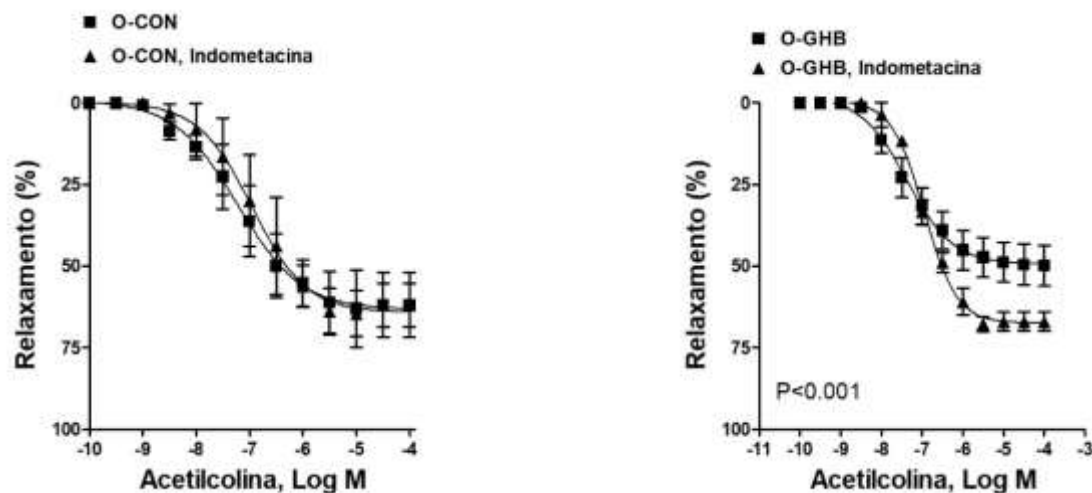 O-CON
O-CON, Indometacina
Relaxamento (%)
0
25
50
75
100
-10 -9 -8 -7 -6 -5 -4
Acetilcolina, Log M
O-GHB
O-GHB, Indometacina
Relaxamento (%)
0
25
50
75
100
P<0.001
-11 -10 -9 -8 -7 -6 -5 -4 -3
Acetilcolina, Log M